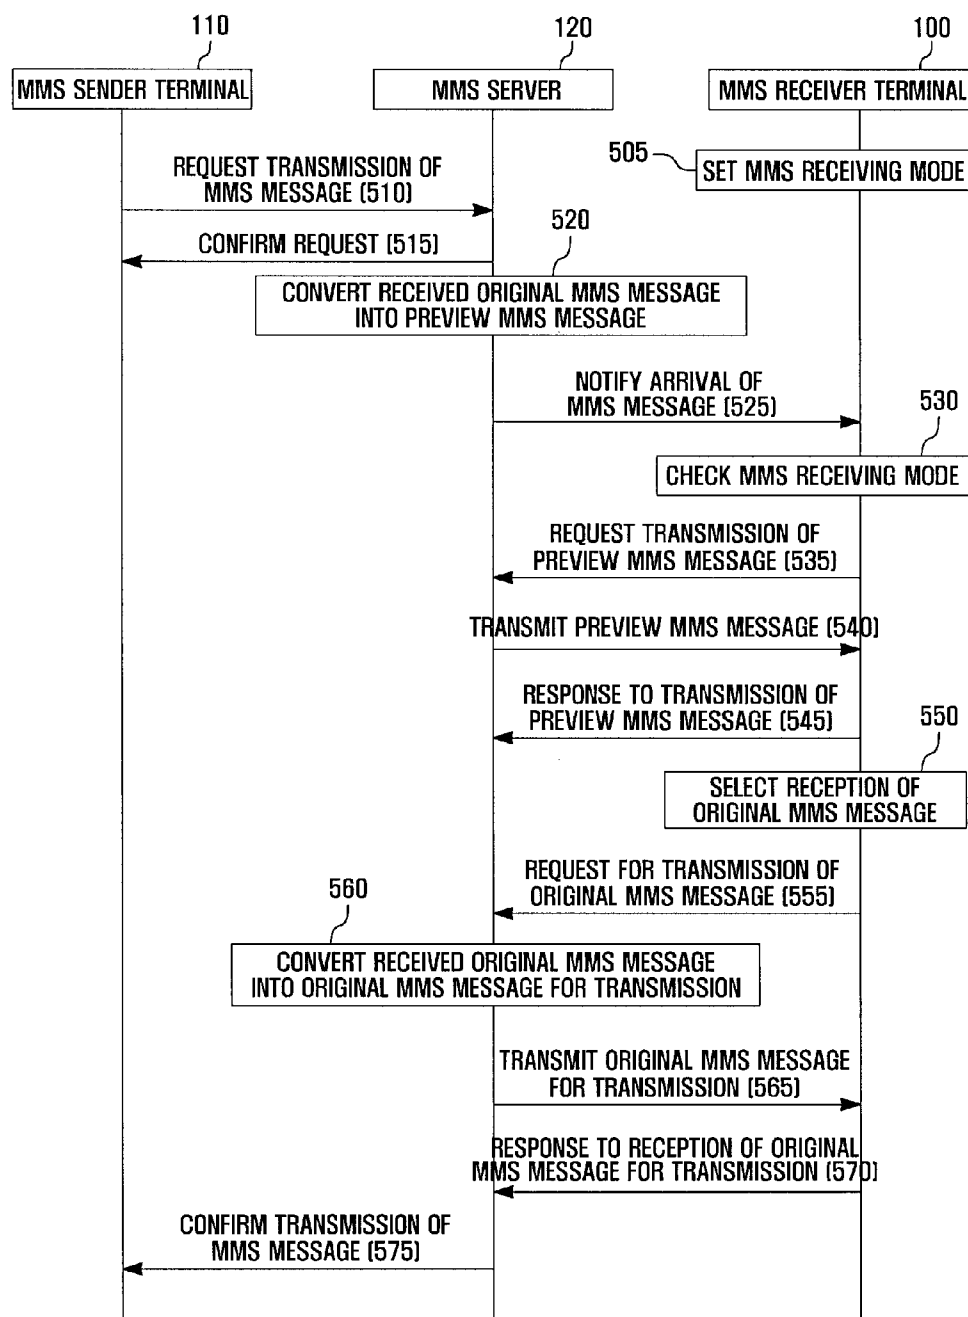 110
120
100
MMS SENDER TERMINAL
MMS SERVER
MMS RECEIVER TERMINAL
505
SET MMS RECEIVING MODE
REQUEST TRANSMISSION OF
MMS MESSAGE (510)
CONFIRM REQUEST (515)
520
CONVERT RECEIVED ORIGINAL MMS MESSAGE
INTO PREVIEW MMS MESSAGE
NOTIFY ARRIVAL OF
MMS MESSAGE (525)
530
CHECK MMS RECEIVING MODE
REQUEST TRANSMISSION OF
PREVIEW MMS MESSAGE (535)
TRANSMIT PREVIEW MMS MESSAGE (540)
RESPONSE TO TRANSMISSION OF
PREVIEW MMS MESSAGE (545)
550
SELECT RECEPTION OF
ORIGINAL MMS MESSAGE
REQUEST FOR TRANSMISSION OF
ORIGINAL MMS MESSAGE (555)
560
CONVERT RECEIVED ORIGINAL MMS MESSAGE
INTO ORIGINAL MMS MESSAGE FOR TRANSMISSION
TRANSMIT ORIGINAL MMS MESSAGE
FOR TRANSMISSION (565)
RESPONSE TO RECEPTION OF ORIGINAL
MMS MESSAGE FOR TRANSMISSION (570)
CONFIRM TRANSMISSION OF
MMS MESSAGE (575)